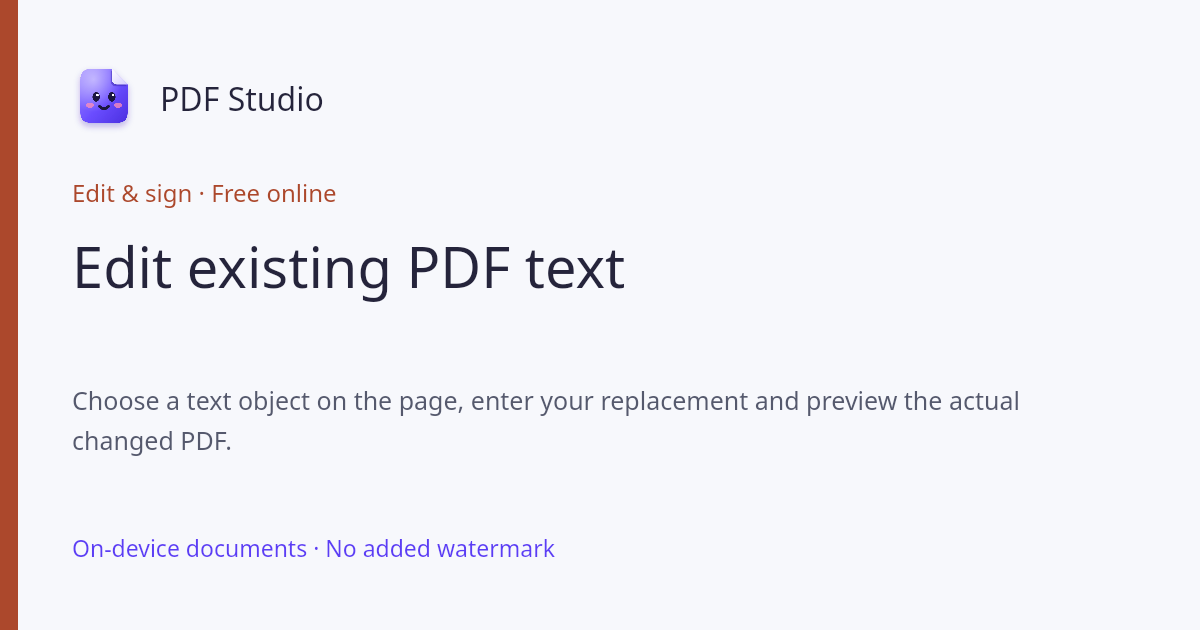 PDF Studio
Edit & sign · Free online
Edit existing PDF text
Choose a text object on the page, enter your replacement and preview the actual
changed PDF.
On-device documents · No added watermark